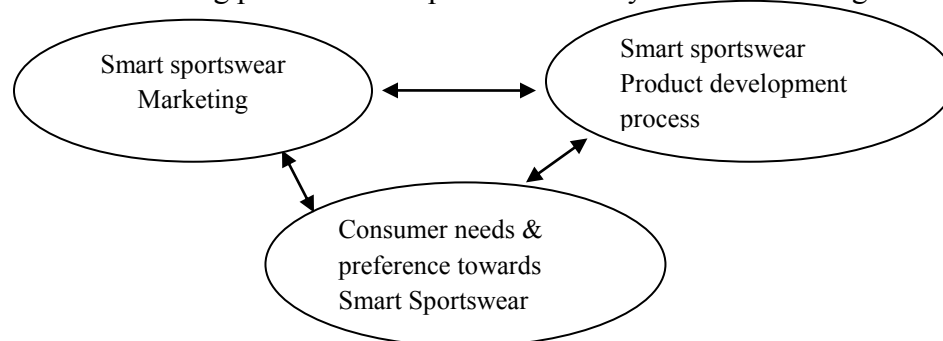 Smart sportswear
Marketing
Smart sportswear
Product development
process
Consumer needs &
preference towards
Smart Sportswear